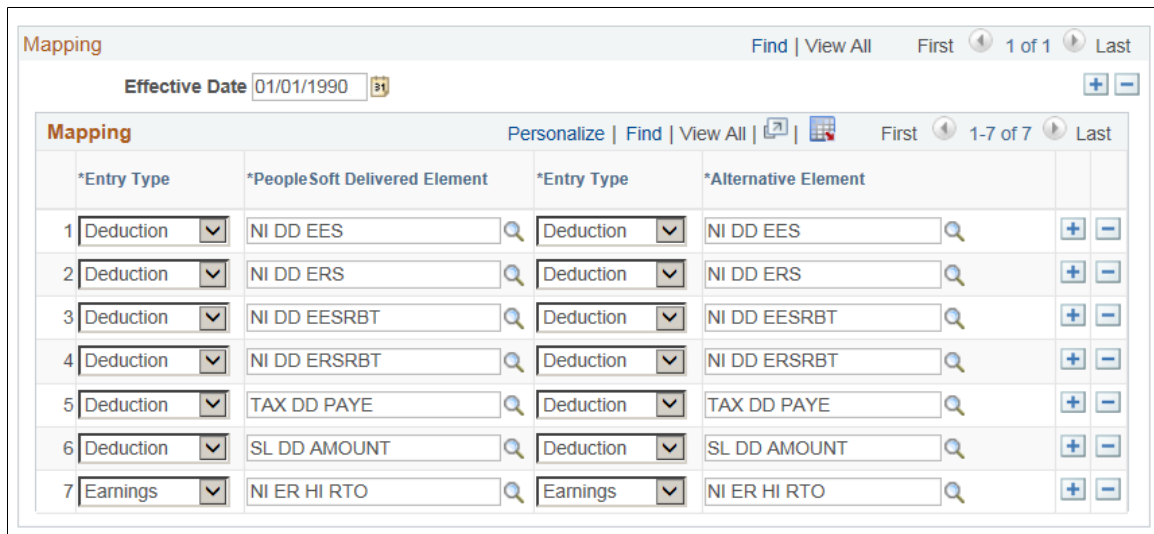 Mapping Find | View All First 1 of 1 Last
Effective Date 01/01/1990 31
Mapping Personalize | Find | View All | | First 1-7 of 7 Last
*Entry Type *PeopleSoft Delivered Element *Entry Type *Alternative Element
1 Deduction NI DD EES Deduction NI DD EES
2 Deduction NI DD ERS Deduction NI DD ERS
3 Deduction NI DD EESRBT Deduction NI DD EESRBT
4 Deduction NI DD ERSRBT Deduction NI DD ERSRBT
5 Deduction TAX DD PAYE Deduction TAX DD PAYE
6 Deduction SL DD AMOUNT Deduction SL DD AMOUNT
7 Earnings NI ER HI RTO Earnings NI ER HI RTO